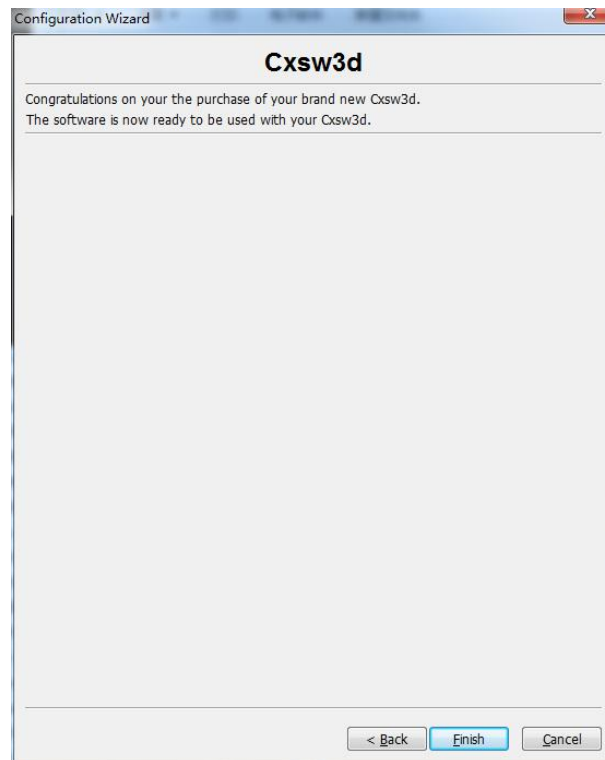 Configuration Wizard
Cxsw3d
Congratulations on your the purchase of your brand new Cxsw3d.
The software is now ready to be used with your Cxsw3d.
< Back
Finish
Cancel